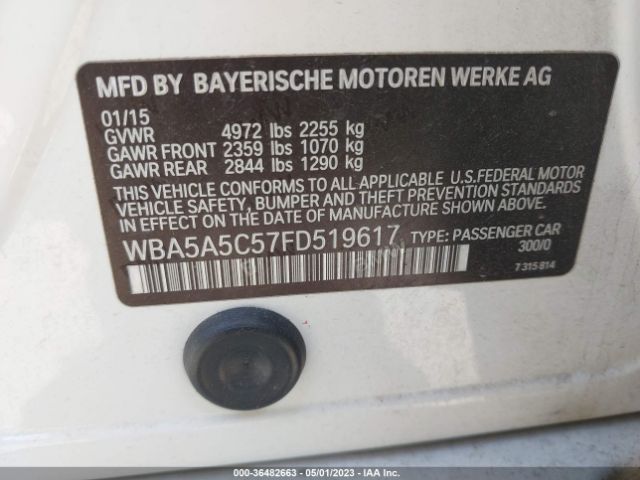 MFD BY BAYERISCHE MOTOREN WERKE AG
01/15
GVWR 4972 lbs 2255 kg
GAWR FRONT 2359 lbs 1070 kg
GAWR REAR 2844 lbs 1290 kg
THIS VEHICLE CONFORMS TO ALL APPLICABLE U.S.FEDERAL MOTOR
VEHICLE SAFETY, BUMPER AND THEFT PREVENTION STANDARDS
IN EFFECT ON THE DATE OF MANUFACTURE SHOWN ABOVE.
WBA5A5C57FD519617 TYPE: PASSENGER CAR
300/0
7 315 814
000-36482663 - 05/01/2023 - IAA Inc.